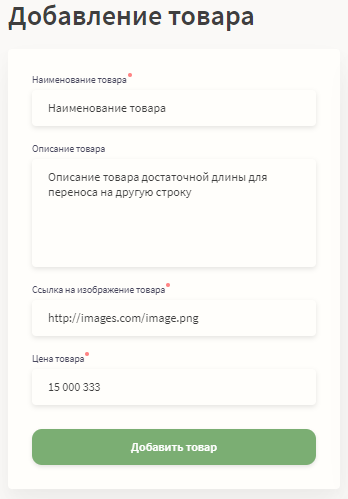 Добавление товара
Наименование товара
Наименование товара
Описание товара
Описание товара достаточной длины для
переноса на другую строку
Ссылка на изображение товара
http://images.com/image.png
Цена товара
15 000 333
Добавить товар